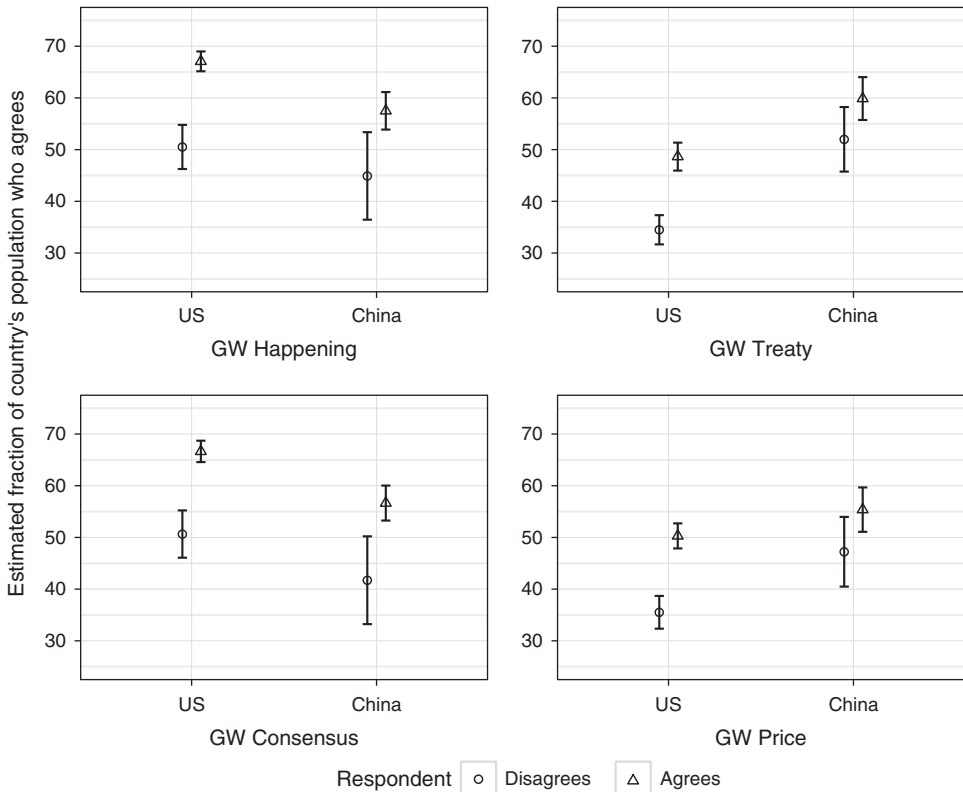 Estimated fraction of country's population who agrees
70
60
50
40
30
US China
GW Happening
70
60
50
40
30
US China
GW Treaty
70
60
50
40
30
US China
GW Consensus
70
60
50
40
30
US China
GW Price
Respondent Disagrees Agrees